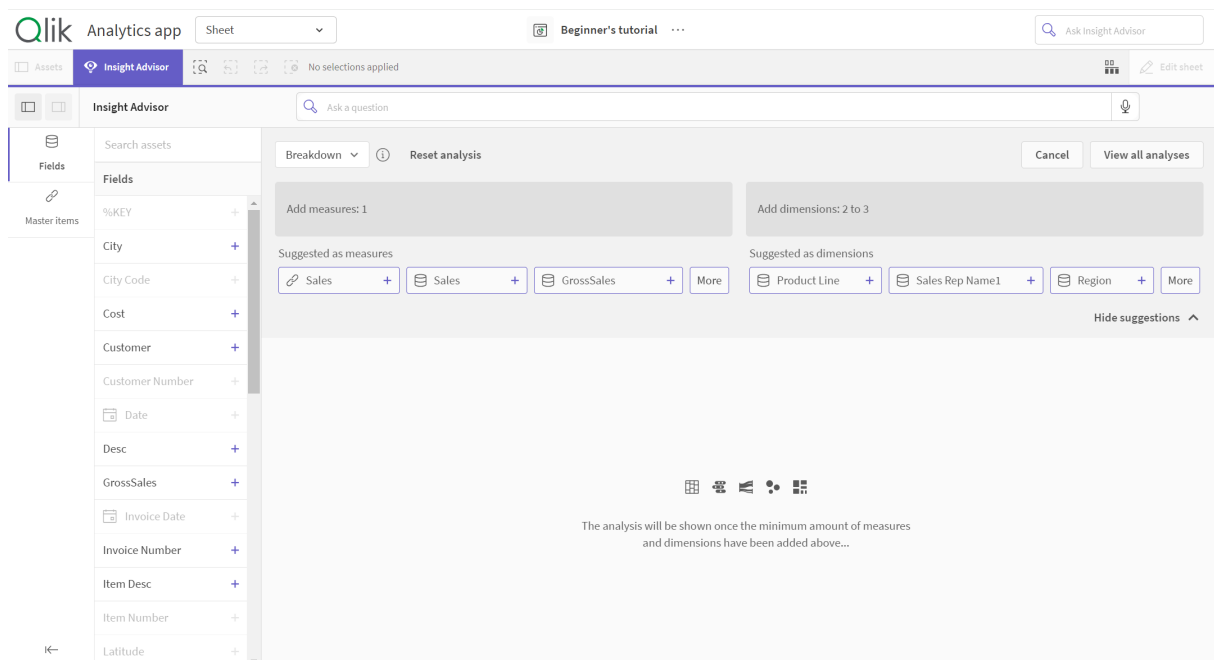 Qlik Analytics app Sheet Beginner's tutorial ... Ask Insight Advisor
Assets Insight Advisor No selections applied Edit sheet
Insight Advisor Ask a question
Fields
Master items
Search assets
Fields
%KEY
City
City Code
Cost
Customer
Customer Number
Date
Desc
GrossSales
Invoice Date
Invoice Number
Item Desc
Item Number
Latitude
Breakdown Reset analysis Cancel View all analyses
Add measures: 1
Add dimensions: 2 to 3
Suggested as measures
Sales Sales GrossSales More
Suggested as dimensions
Product Line Sales Rep Name1 Region More
Hide suggestions
The analysis will be shown once the minimum amount of measures
and dimensions have been added above...